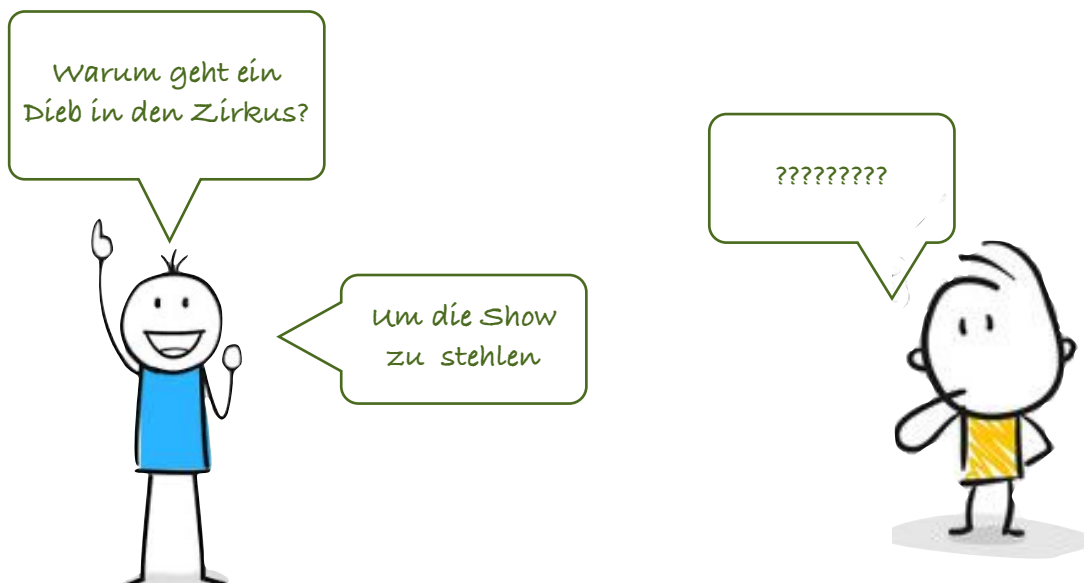 Warum geht ein
Dieb in den Zirkus?
?????????
Um die Show
zu stehlen